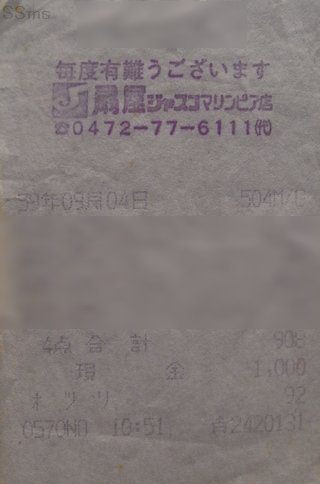 SSms
毎度有難うございます
J 扇屋ジャスコマリンピア店
☎0472-77-6111(代)
59年09月04日 504M/C
4点 合 計 908
現 金 1,000
オ ツ リ 92
0570NO 10:51